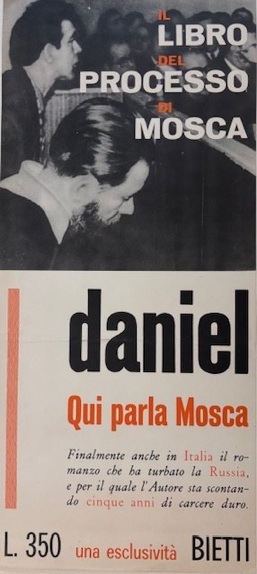 IL
LIBRO
DEL
PROCESSO
DI
MOSCA
daniel
Qui parla Mosca
Finalmente anche in Italia il ro-
manzo che ha turbato la Russia,
e per il quale l'Autore sta scontan-
do cinque anni di carcere duro.
L. 350 una esclusività BIETTI